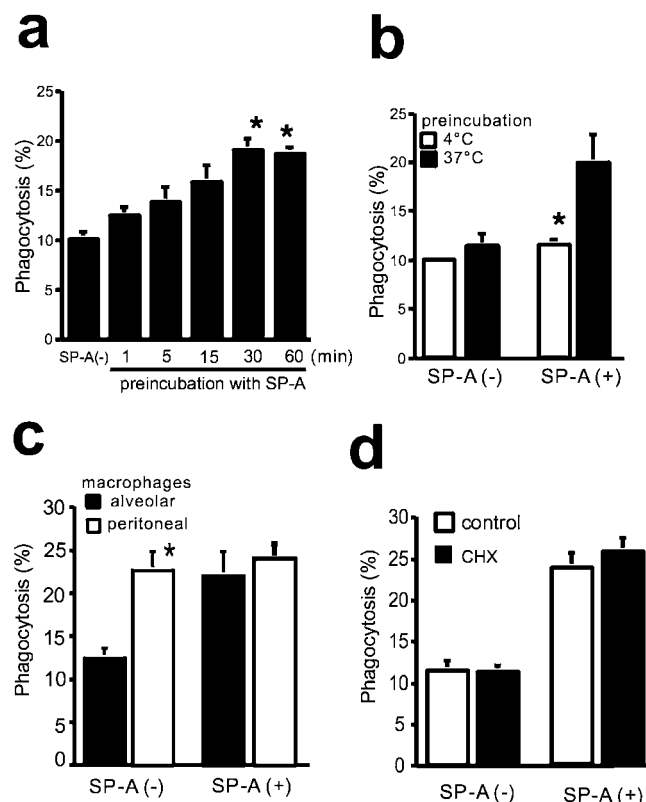 a
25
20
15
10
5
0
Phagocytosis (%)
* *
SP-A(-) 1 5 15 30 60 (min)
preincubation with SP-A
b
25
20
15
10
5
0
Phagocytosis (%)
preincubation
4°C
37°C
*
SP-A (-) SP-A (+)
c
macrophages
alveolar
peritoneal
30
25
20
15
10
5
0
Phagocytosis (%)
*
SP-A (-) SP-A (+)
d
30
25
20
15
10
5
0
Phagocytosis (%)
control
CHX
SP-A (-) SP-A (+)